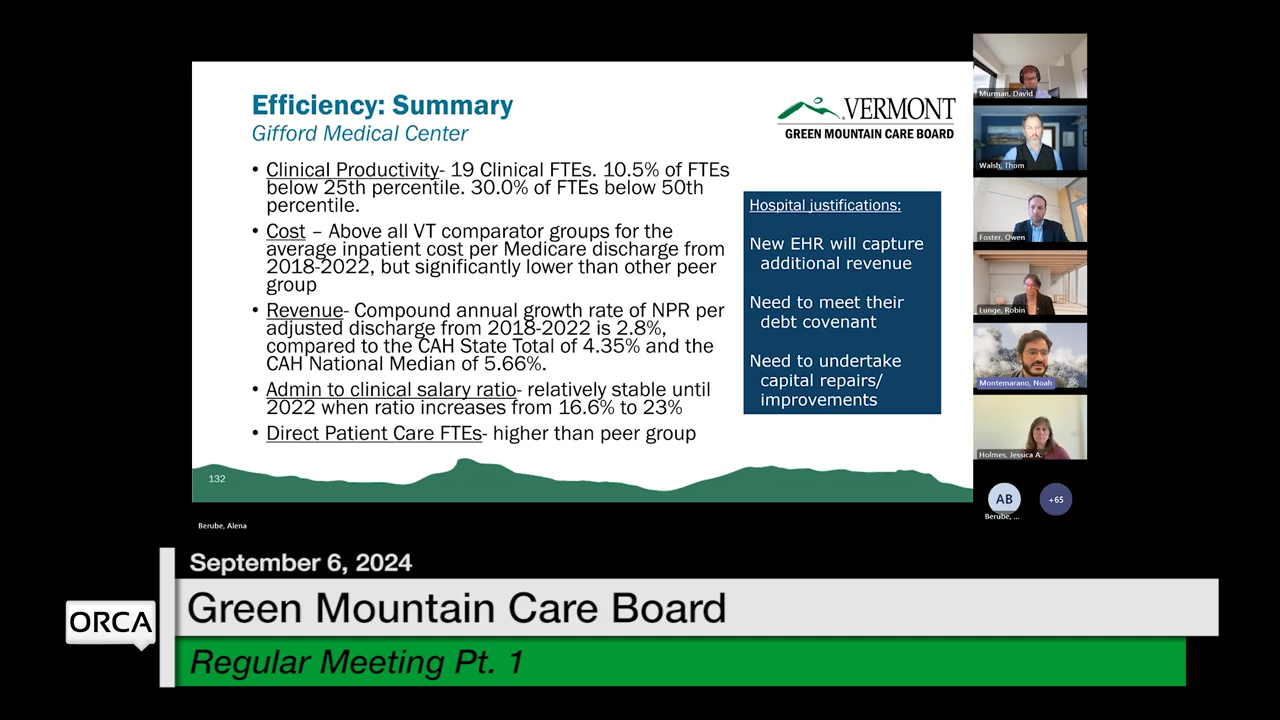 Efficiency: Summary
Gifford Medical Center
VERMONT
GREEN MOUNTAIN CARE BOARD
• Clinical Productivity- 19 Clinical FTEs. 10.5% of FTEs
below 25th percentile. 30.0% of FTEs below 50th
percentile.
• Cost – Above all VT comparator groups for the
average inpatient cost per Medicare discharge from
2018-2022, but significantly lower than other peer
group
• Revenue- Compound annual growth rate of NPR per
adjusted discharge from 2018-2022 is 2.8%,
compared to the CAH State Total of 4.35% and the
CAH National Median of 5.66%.
• Admin to clinical salary ratio- relatively stable until
2022 when ratio increases from 16.6% to 23%
• Direct Patient Care FTEs- higher than peer group
Hospital justifications:
New EHR will capture
additional revenue
Need to meet their
debt covenant
Need to undertake
capital repairs/
improvements
132
Murman, David
Walsh, Thom
Foster, Owen
Lunge, Robin
Montemarano, Noah
Holmes, Jessica A.
AB
+65
Berube, ...
Berube, Alena
September 6, 2024
ORCA
Green Mountain Care Board
Regular Meeting Pt. 1